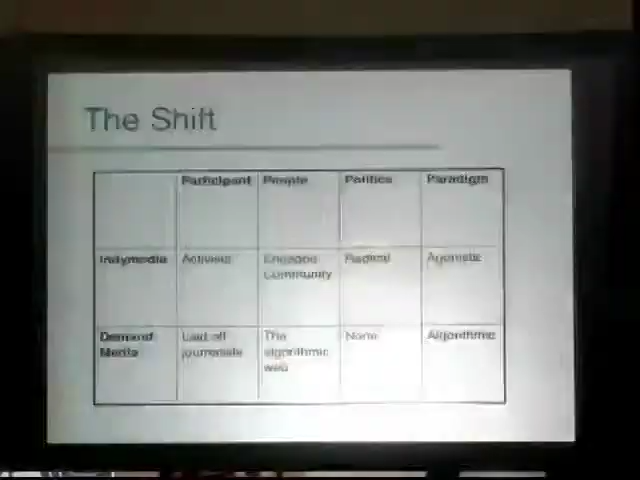 The Shift
Participant People Politics Paradigm
Indymedia Activist Engaged Radical Agonistic
Community
Demand Laid off The None Algorithmic
Media journalists algorithmic
web